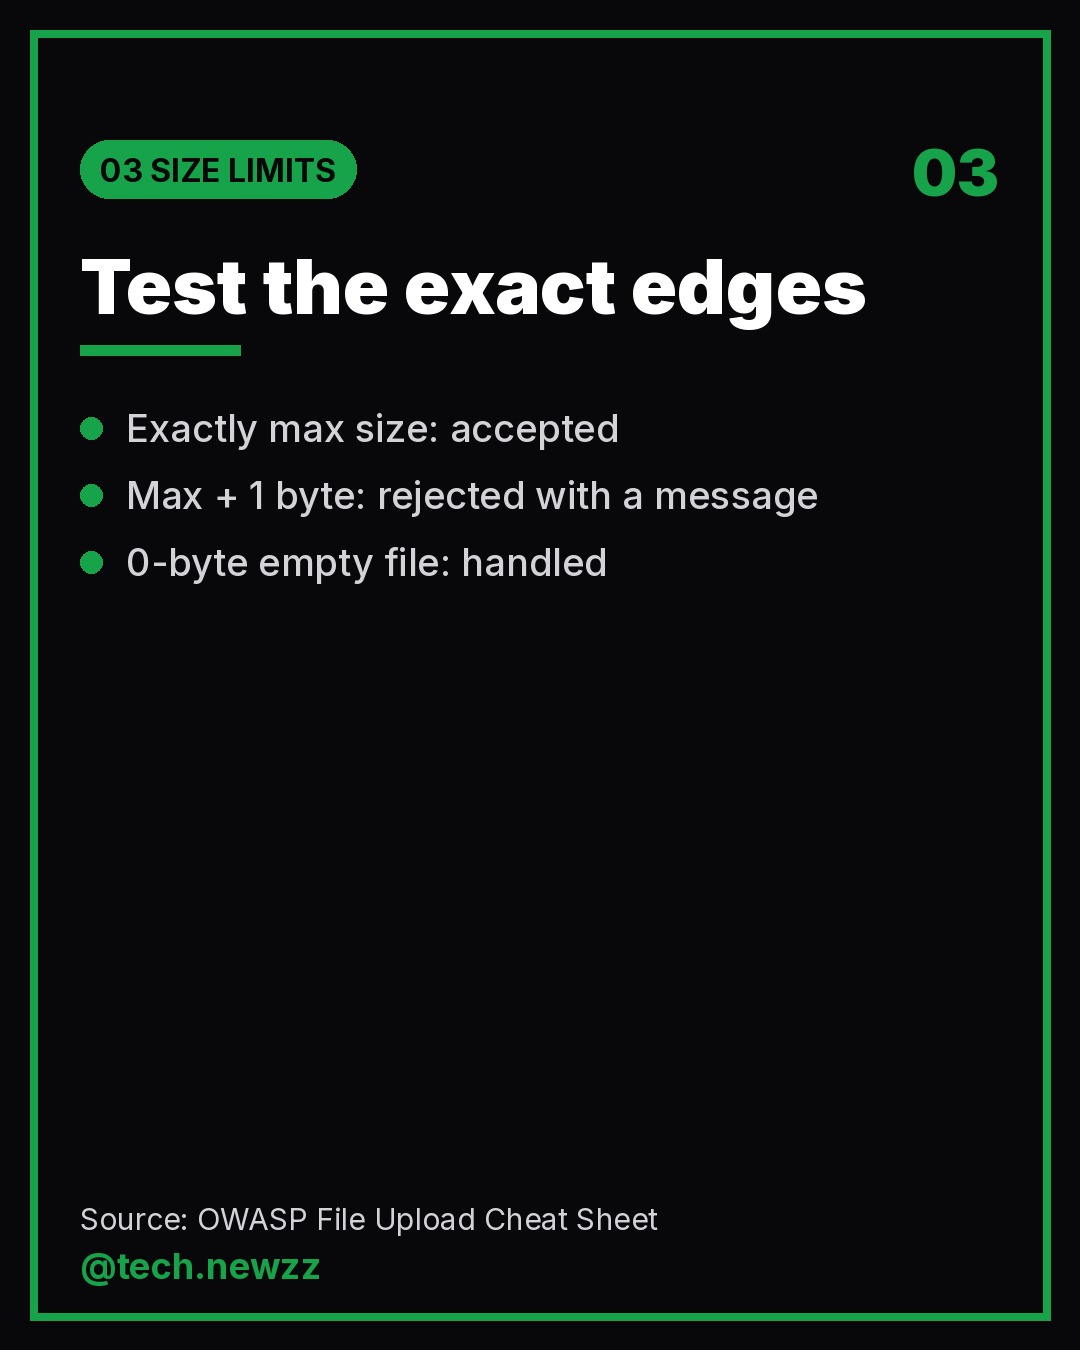 03 SIZE LIMITS
03
Test the exact edges
Exactly max size: accepted
Max + 1 byte: rejected with a message
0-byte empty file: handled
Source: OWASP File Upload Cheat Sheet
@tech.newzz